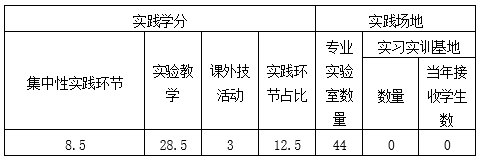 实践学分 实践场地
集中性实践环节 实验教学 课外技活动 实践环节占比 专业实验室数量 实习实训基地
数量 当年接收学生数
8.5 28.5 3 12.5 44 0 0